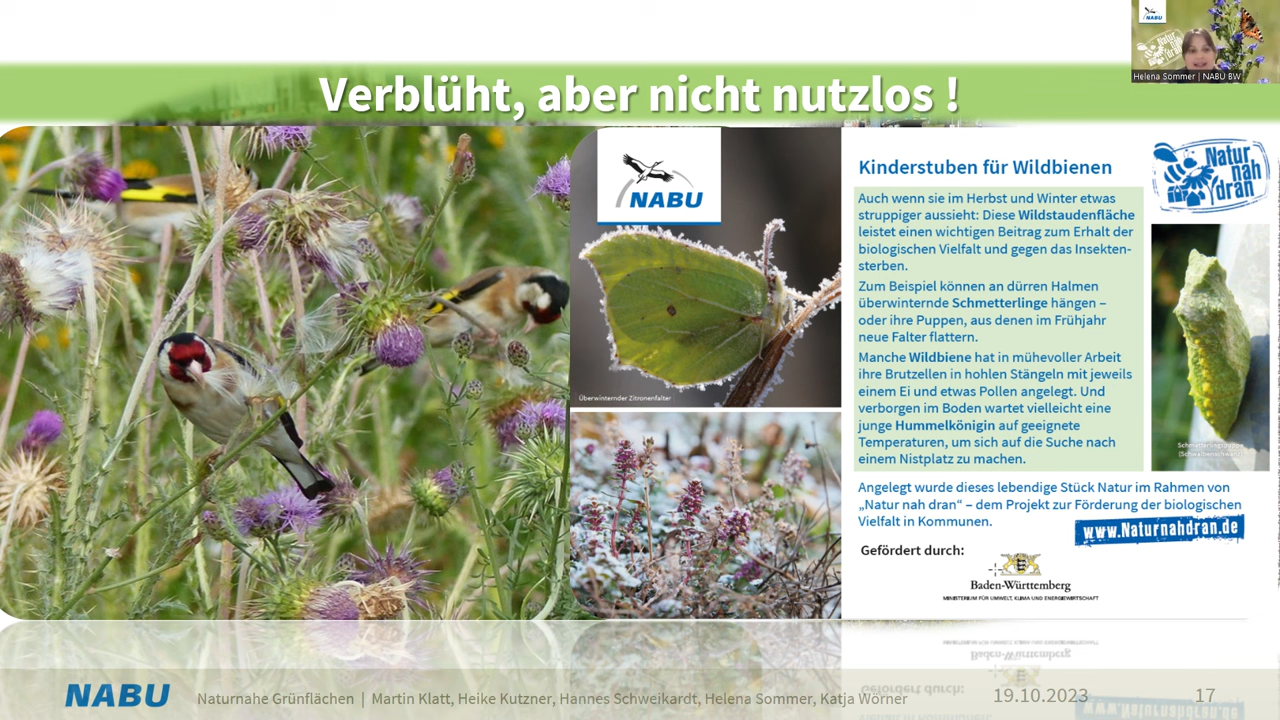 NABU
Natur
Helena Sommer | NABU BW
Verblüht, aber nicht nutzlos !
NABU
Überwinternder Zitronenfalter
Kinderstuben für Wildbienen
Auch wenn sie im Herbst und Winter etwas
struppiger aussieht: Diese Wildstaudenfläche
leistet einen wichtigen Beitrag zum Erhalt der
biologischen Vielfalt und gegen das Insekten-
sterben.
Zum Beispiel können an dürren Halmen
überwinternde Schmetterlinge hängen –
oder ihre Puppen, aus denen im Frühjahr
neue Falter flattern.
Manche Wildbiene hat in mühevoller Arbeit
ihre Brutzellen in hohlen Stängeln mit jeweils
einem Ei und etwas Pollen angelegt. Und
verborgen im Boden wartet vielleicht eine
junge Hummelkönigin auf geeignete
Temperaturen, um sich auf die Suche nach
einem Nistplatz zu machen.
Natur
nah
dran
Angelegt wurde dieses lebendige Stück Natur im Rahmen von
„Natur nah dran“ – dem Projekt zur Förderung der biologischen
Vielfalt in Kommunen.
www.Naturnahdran.de
Gefördert durch:
Baden-Württemberg
MINISTERIUM FÜR UMWELT, KLIMA UND ENERGIEWIRTSCHAFT
NABU
Naturnahe Grünflächen | Martin Klatt, Heike Kutzner, Hannes Schweikardt, Helena Sommer, Katja Wörner
19.10.2023
17